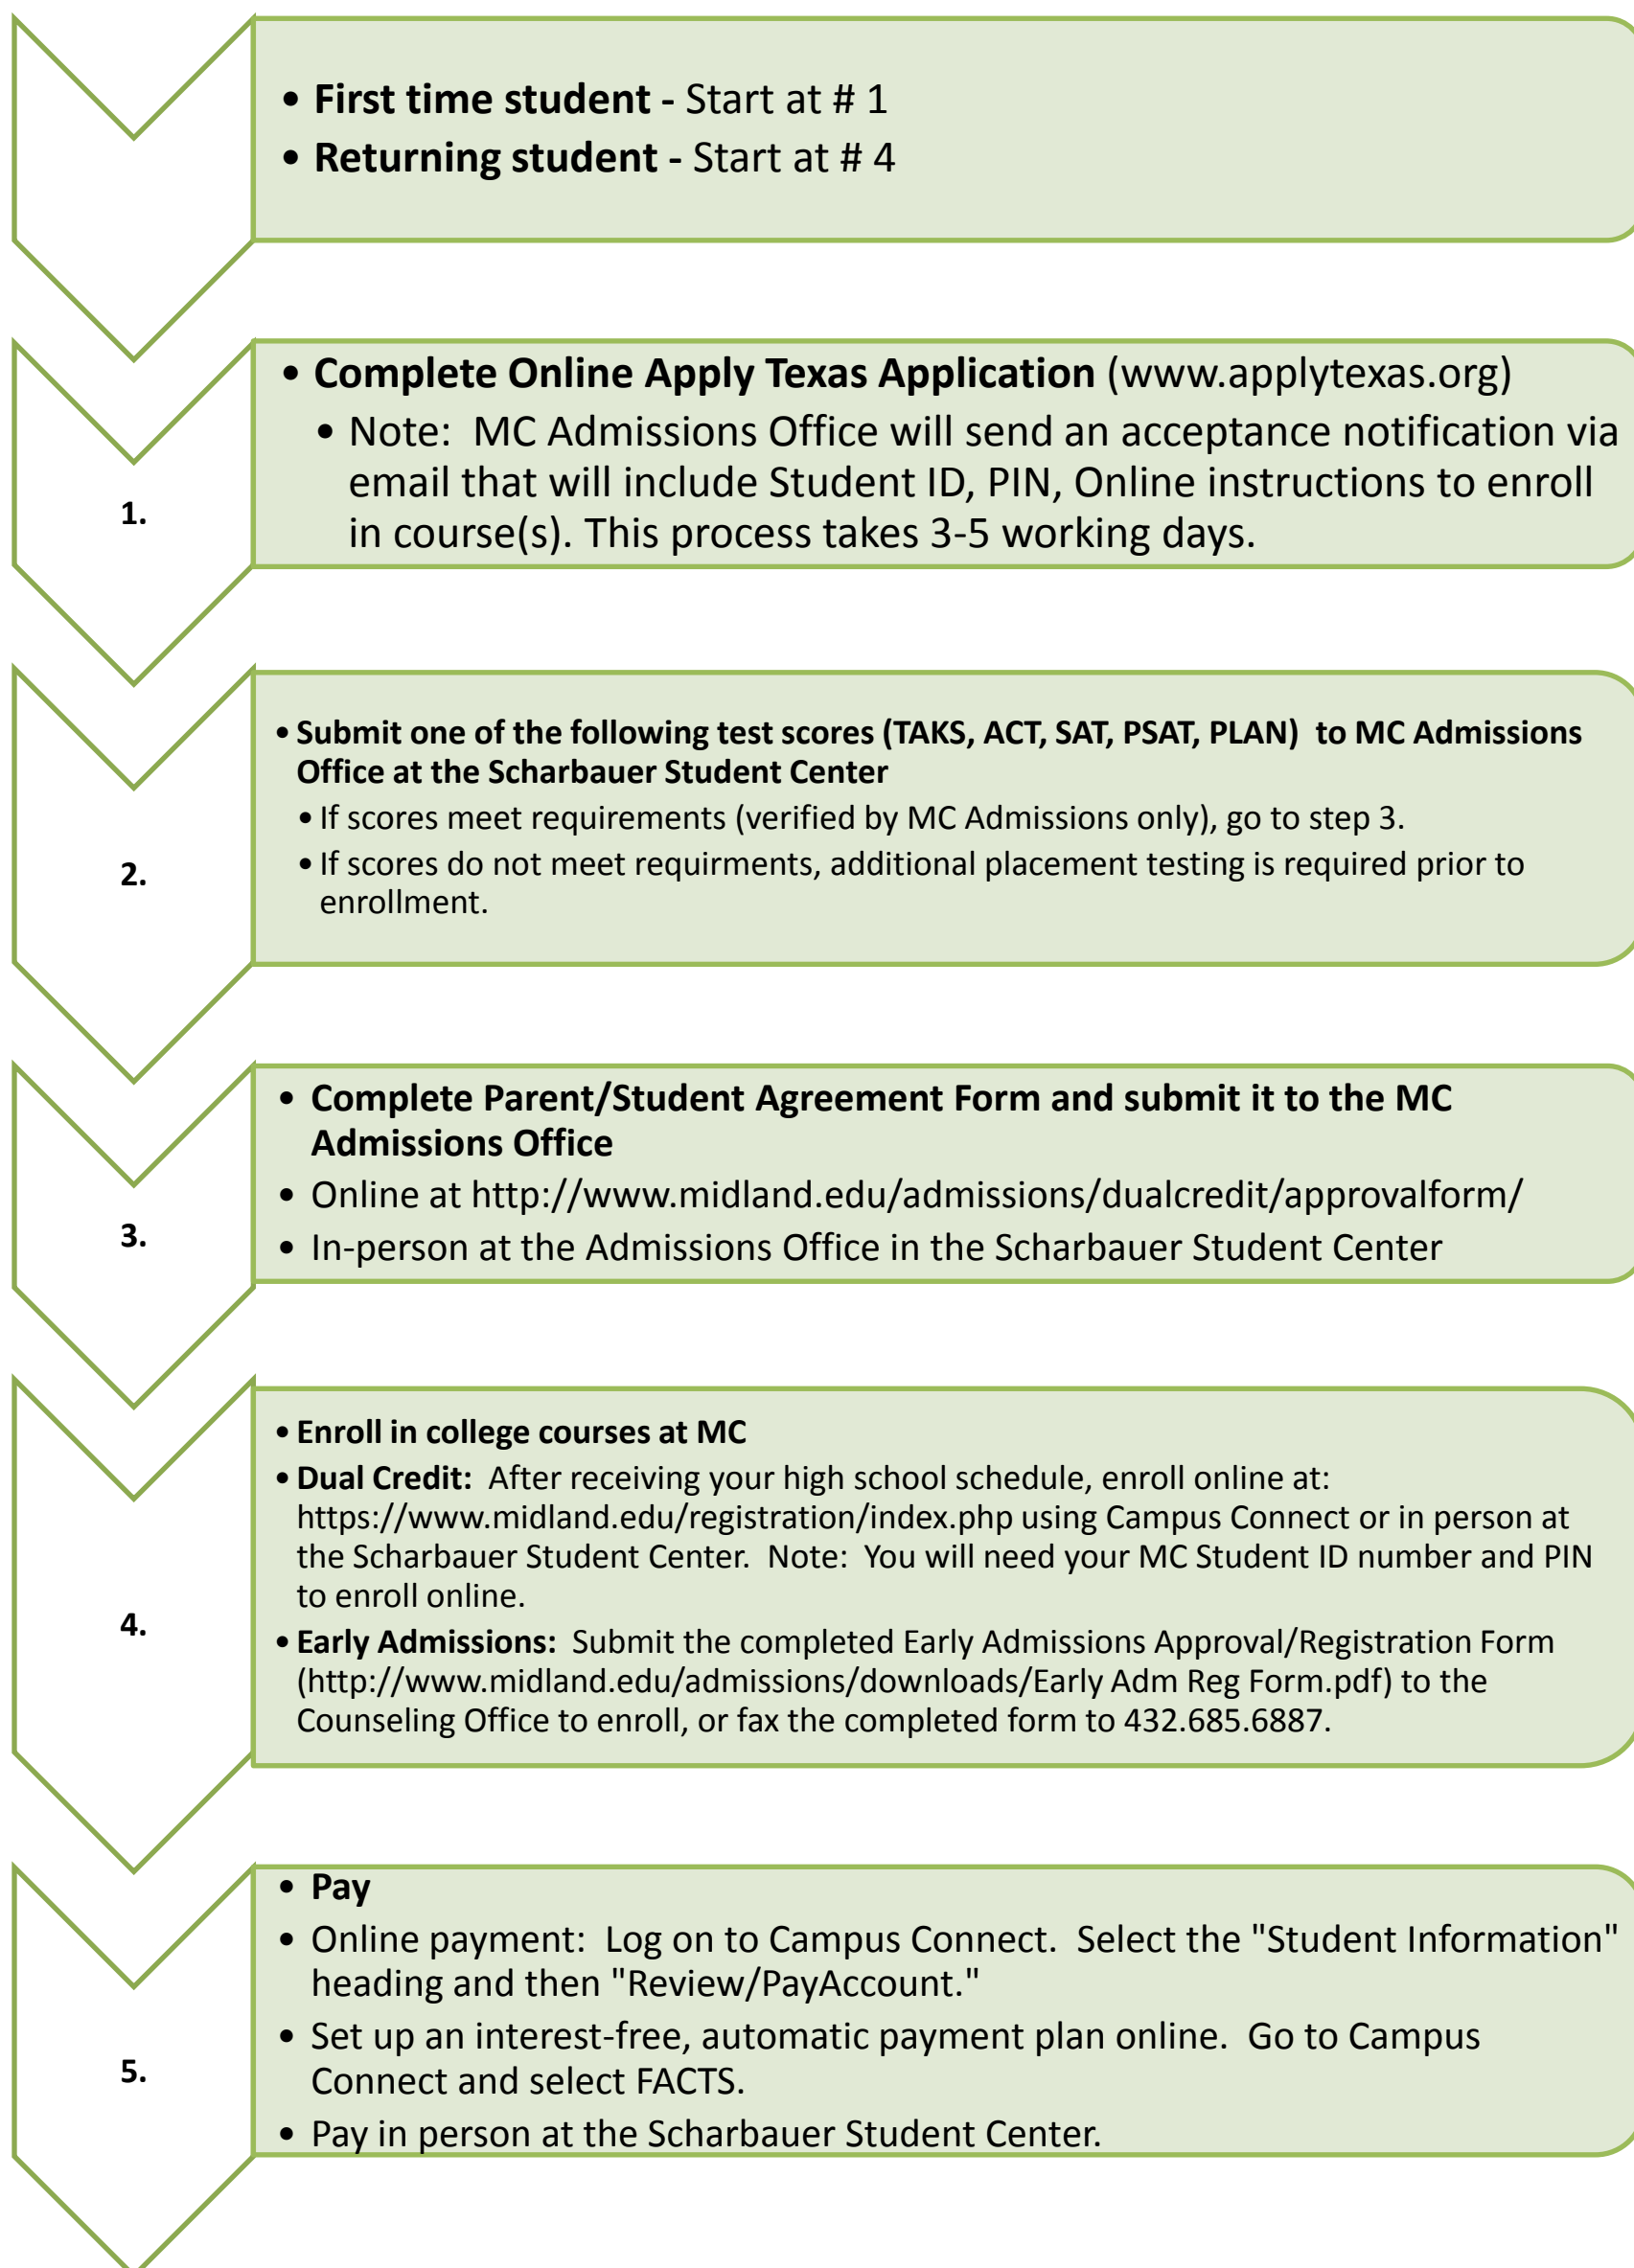 • First time student - Start at # 1
• Returning student - Start at # 4
1.
• Complete Online Apply Texas Application (www.applytexas.org)
• Note:  MC Admissions Office will send an acceptance notification via
email that will include Student ID, PIN, Online instructions to enroll
in course(s). This process takes 3-5 working days.
2.
• Submit one of the following test scores (TAKS, ACT, SAT, PSAT, PLAN)  to MC Admissions
Office at the Scharbauer Student Center
• If scores meet requirements (verified by MC Admissions only), go to step 3.
• If scores do not meet requirments, additional placement testing is required prior to
enrollment.
3.
• Complete Parent/Student Agreement Form and submit it to the MC
Admissions Office
• Online at http://www.midland.edu/admissions/dualcredit/approvalform/
• In-person at the Admissions Office in the Scharbauer Student Center
4.
• Enroll in college courses at MC
• Dual Credit:  After receiving your high school schedule, enroll online at:
https://www.midland.edu/registration/index.php using Campus Connect or in person at
the Scharbauer Student Center.  Note:  You will need your MC Student ID number and PIN
to enroll online.
• Early Admissions:  Submit the completed Early Admissions Approval/Registration Form
(http://www.midland.edu/admissions/downloads/Early Adm Reg Form.pdf) to the
Counseling Office to enroll, or fax the completed form to 432.685.6887.
5.
• Pay
• Online payment:  Log on to Campus Connect.  Select the "Student Information"
heading and then "Review/PayAccount."
• Set up an interest-free, automatic payment plan online.  Go to Campus
Connect and select FACTS.
• Pay in person at the Scharbauer Student Center.